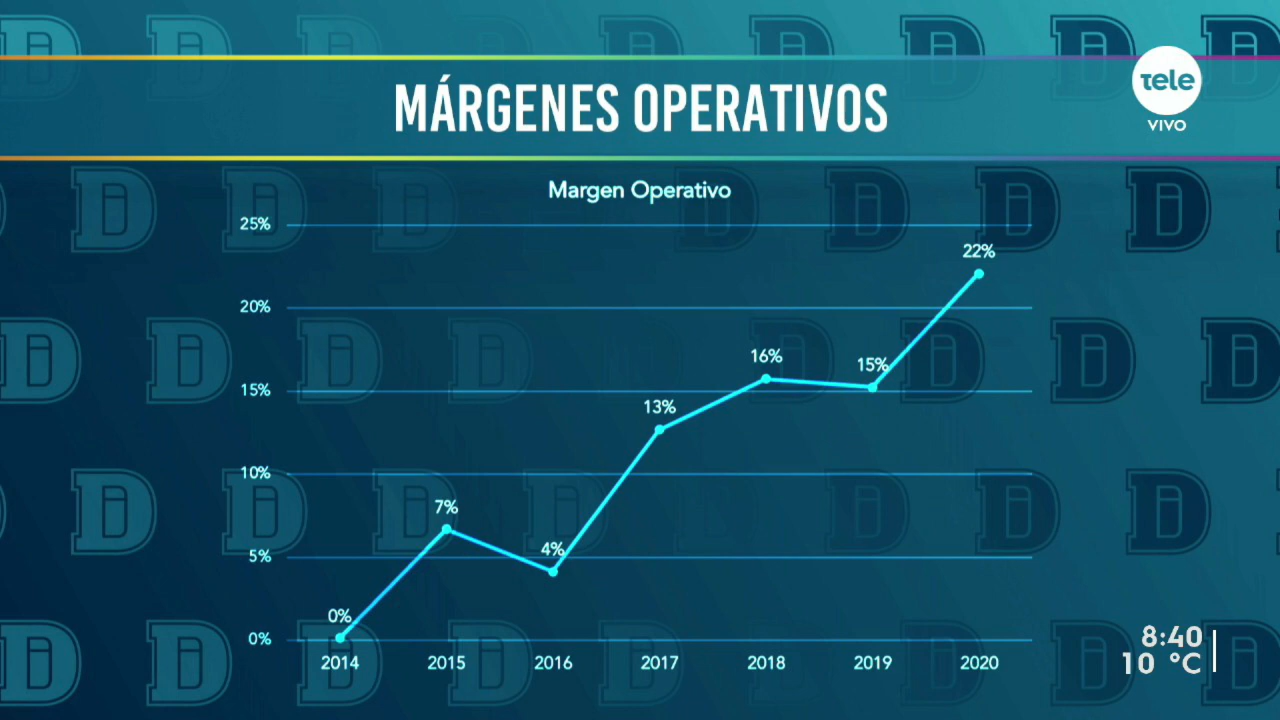 MÁRGENES OPERATIVOS
tele
VIVO
Margen Operativo
25%
20%
15%
10%
5%
0%
0%
7%
4%
13%
16%
15%
22%
2014 2015 2016 2017 2018 2019 2020
8:40
10 °C